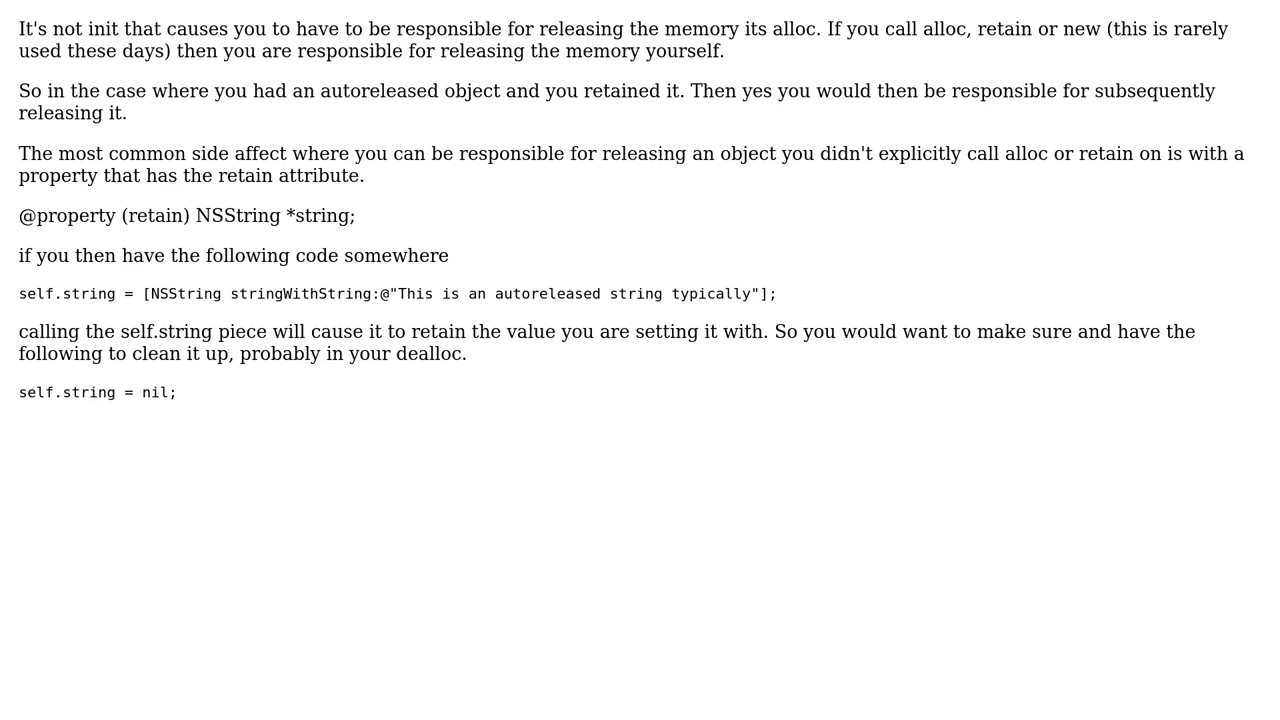 It's not init that causes you to have to be responsible for releasing the memory its alloc. If you call alloc, retain or new (this is rarely
used these days) then you are responsible for releasing the memory yourself.
So in the case where you had an autoreleased object and you retained it. Then yes you would then be responsible for subsequently
releasing it.
The most common side affect where you can be responsible for releasing an object you didn't explicitly call alloc or retain on is with a
property that has the retain attribute.
@property (retain) NSString *string;
if you then have the following code somewhere
self.string = [NSString stringWithString:@"This is an autoreleased string typically"];
calling the self.string piece will cause it to retain the value you are setting it with. So you would want to make sure and have the
following to clean it up, probably in your dealloc.
self.string = nil;